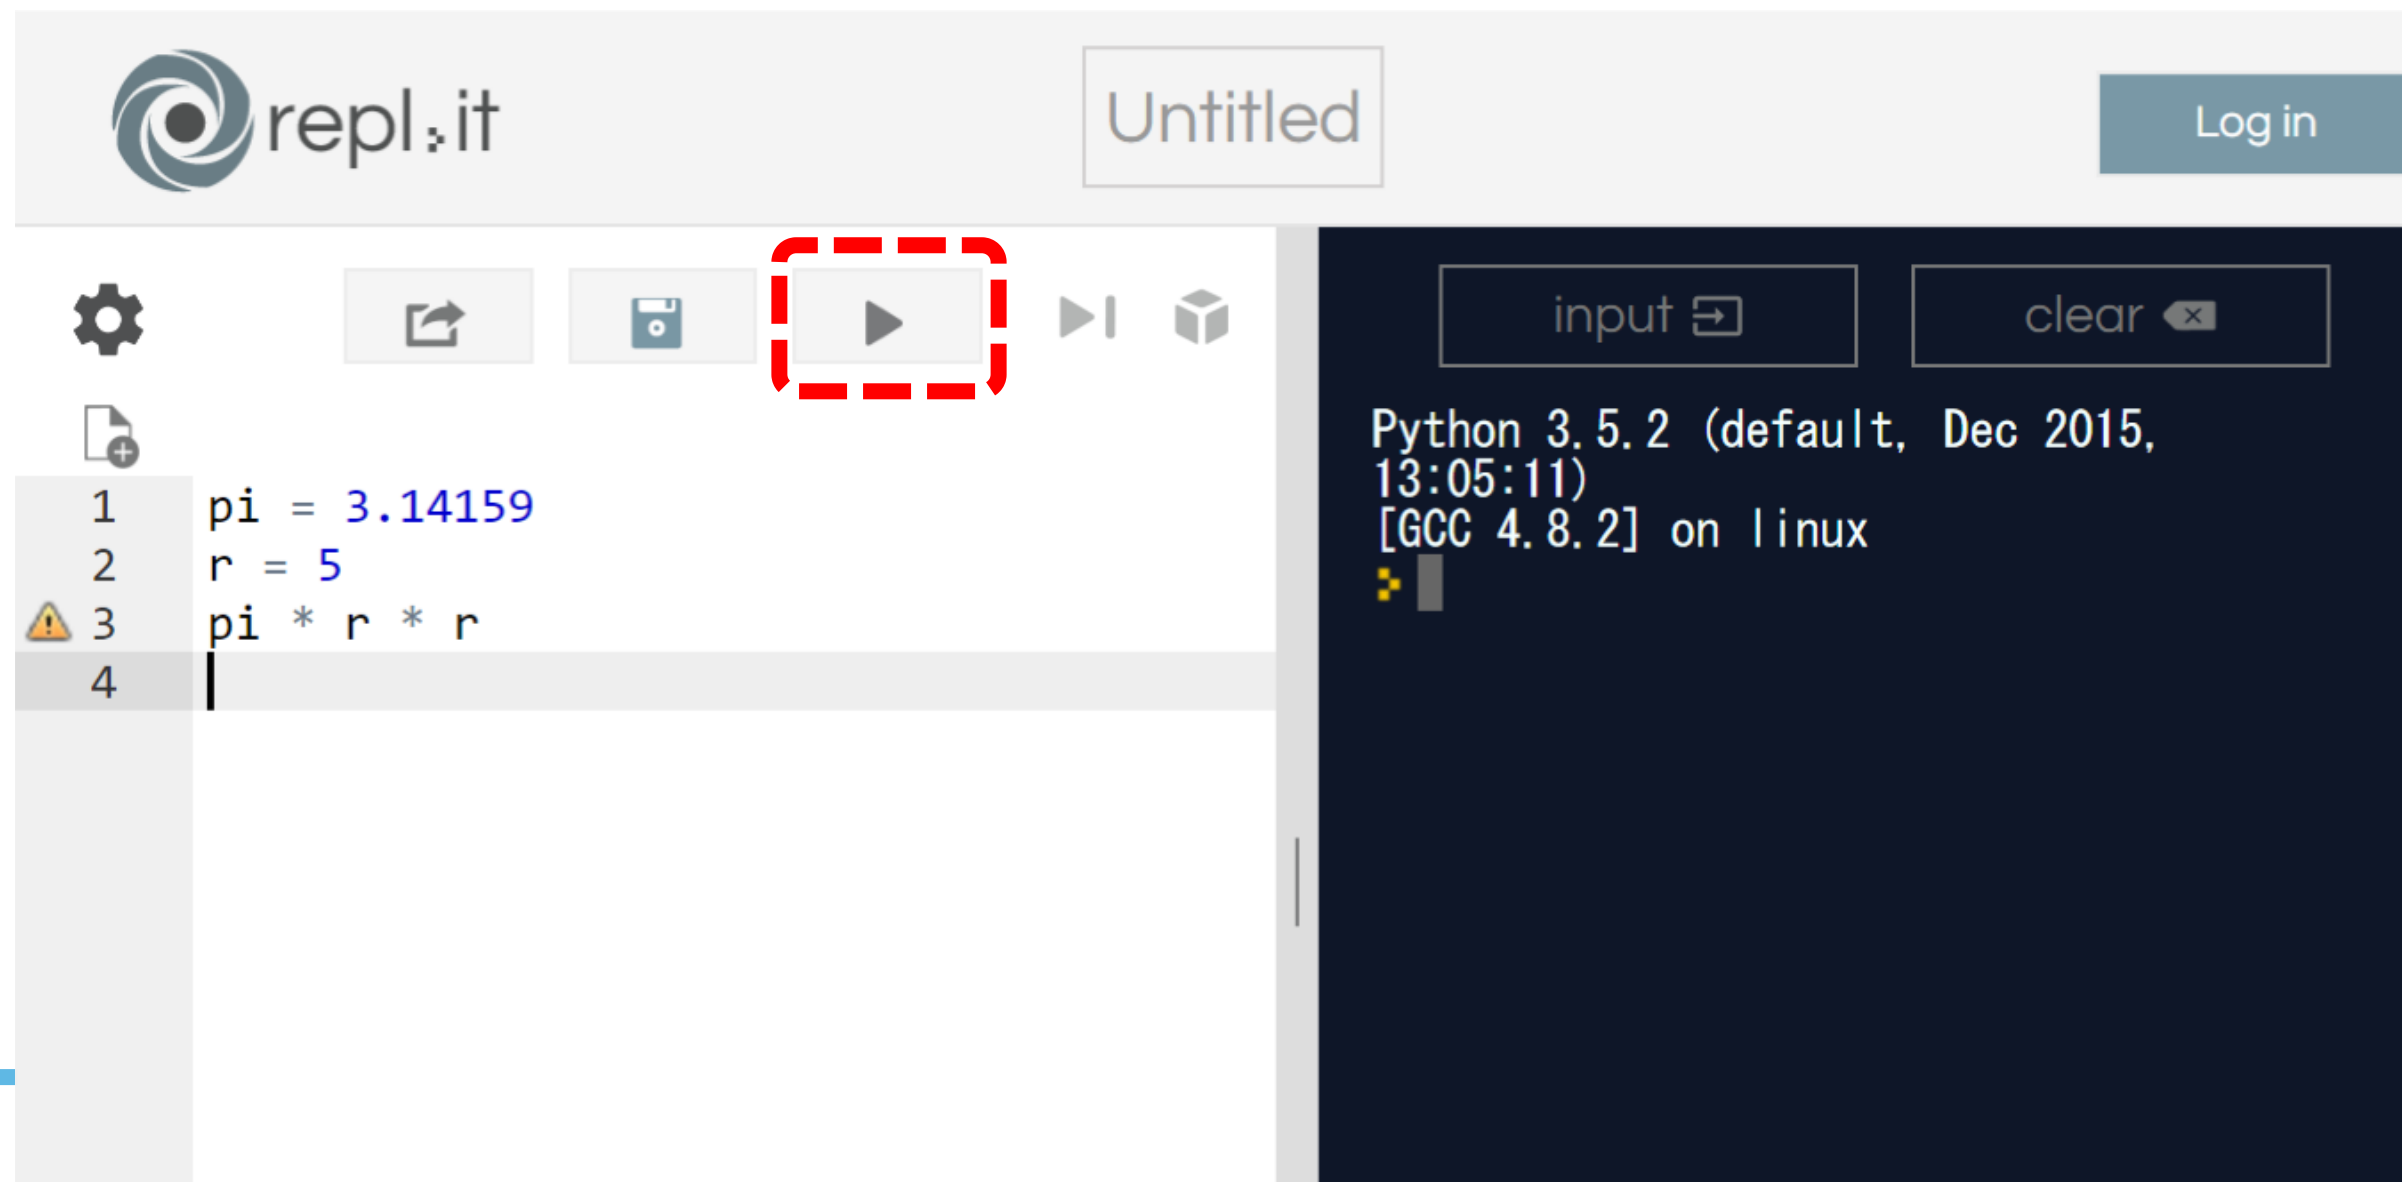 repl.it
Untitled
Log in
input
clear
1 pi = 3.14159
2 r = 5
3 pi * r * r
4
Python 3.5.2 (default, Dec 2015,
13:05:11)
[GCC 4.8.2] on linux